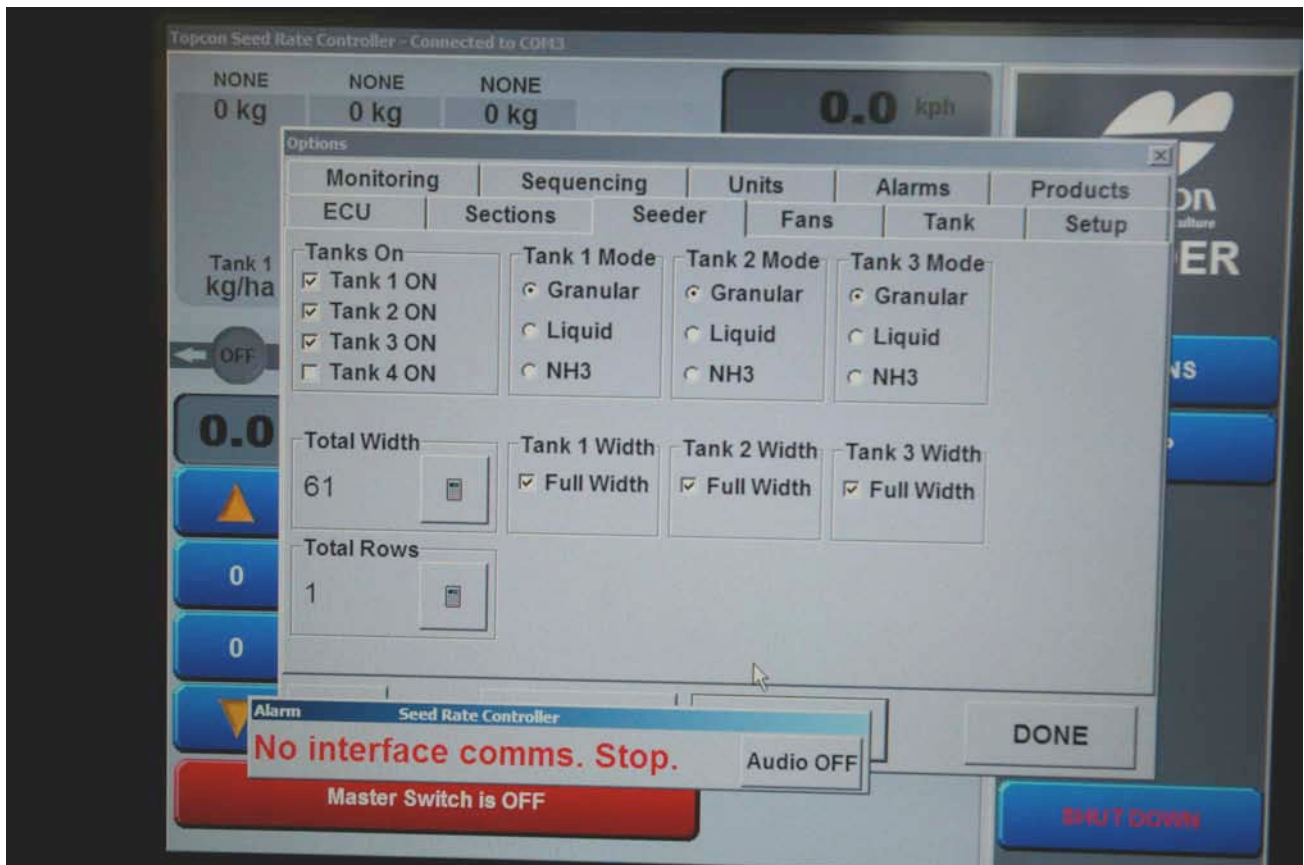 Topcon Seed Rate Controller - Connected to COM3
NONE NONE NONE
0 kg 0 kg 0 kg
0.0 kph
Options
Monitoring Sequencing Units Alarms Products
ECU Sections Seeder Fans Tank Setup
Tanks On
Tank 1 ON
Tank 2 ON
Tank 3 ON
Tank 4 ON
Tank 1 Mode
Granular
Liquid
NH3
Tank 2 Mode
Granular
Liquid
NH3
Tank 3 Mode
Granular
Liquid
NH3
Total Width
61
Tank 1 Width
Full Width
Tank 2 Width
Full Width
Tank 3 Width
Full Width
Total Rows
1
DONE
Tank 1
kg/ha
OFF
0.0
0
0
on
ER
NS
Alarm Seed Rate Controller
No interface comms. Stop.
Audio OFF
Master Switch is OFF
SHUT DOWN